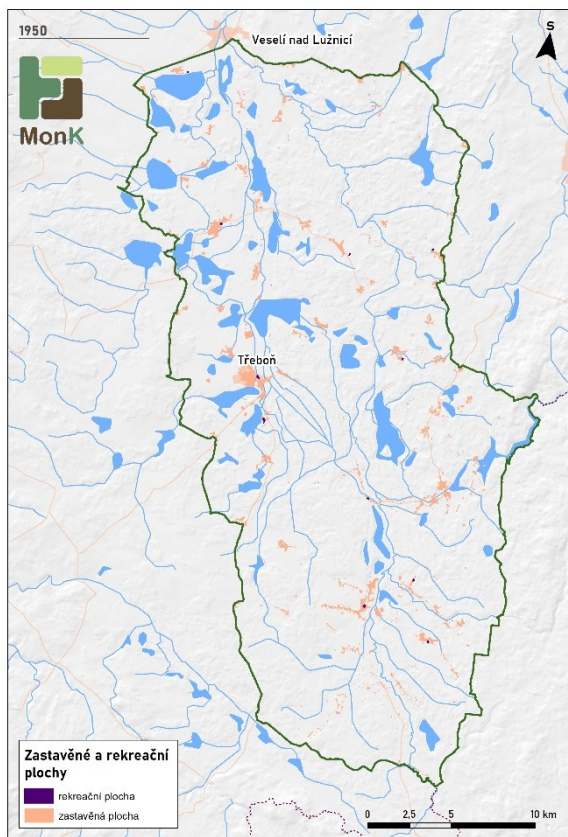 1950
MonK
Veselí nad Lužnicí
S
Třeboň
Zastavěné a rekreační
plochy
rekreační plocha
zastavěná plocha
0 2,5 5 10 km